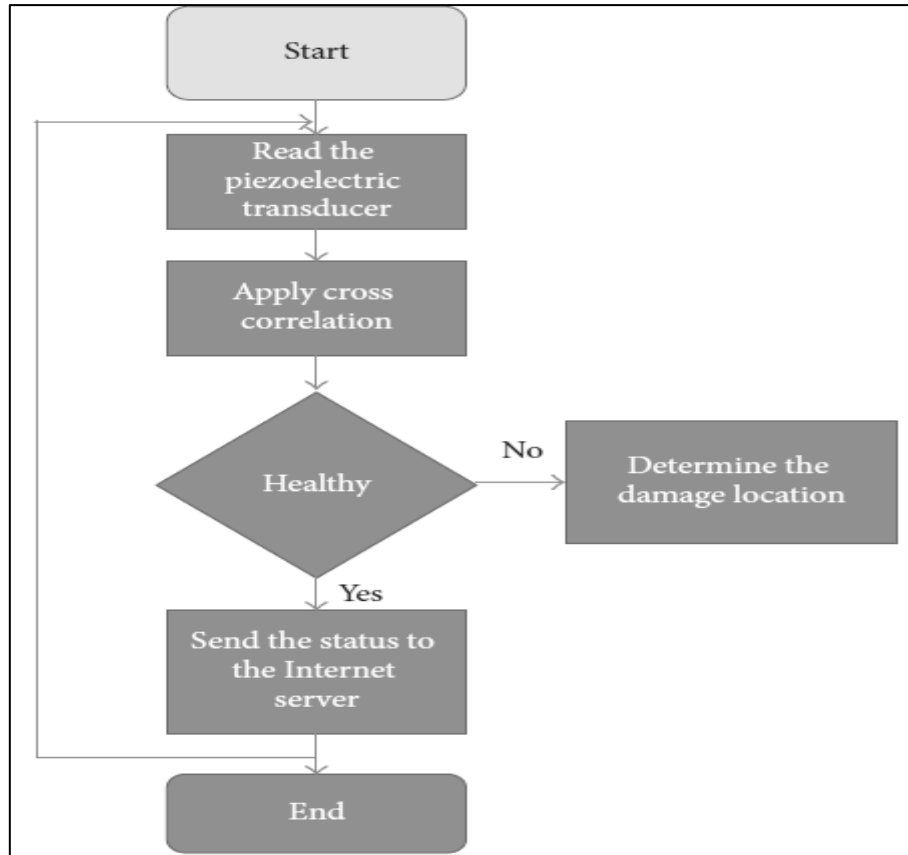 Start
Read the
piezoelectric
transducer
Apply cross
correlation
Healthy
No
Determine the
damage location
Yes
Send the status to
the Internet
server
End